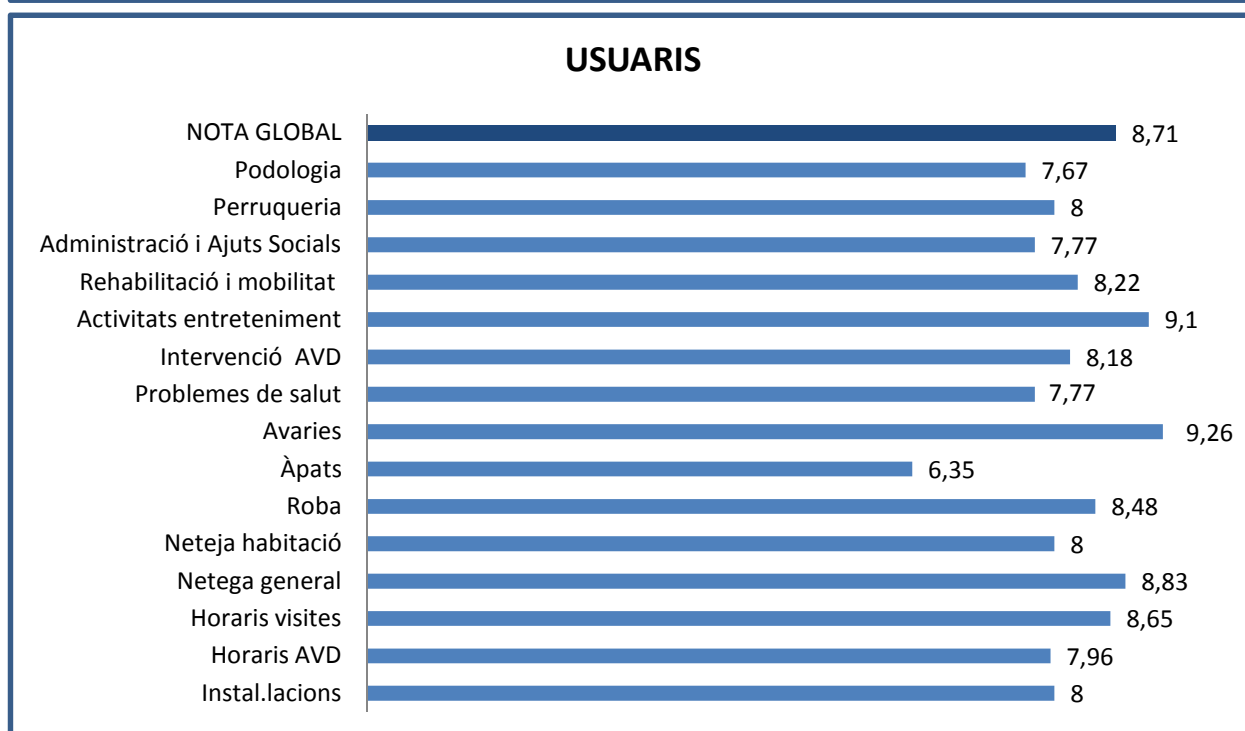 USUARIS
NOTA GLOBAL 8,71
Podologia 7,67
Perruqueria 8
Administració i Ajuts Socials 7,77
Rehabilitació i mobilitat 8,22
Activitats entreteniment 9,1
Intervenció AVD 8,18
Problemes de salut 7,77
Avaries 9,26
Àpats 6,35
Roba 8,48
Neteja habitació 8
Netega general 8,83
Horaris visites 8,65
Horaris AVD 7,96
Instal.lacions 8